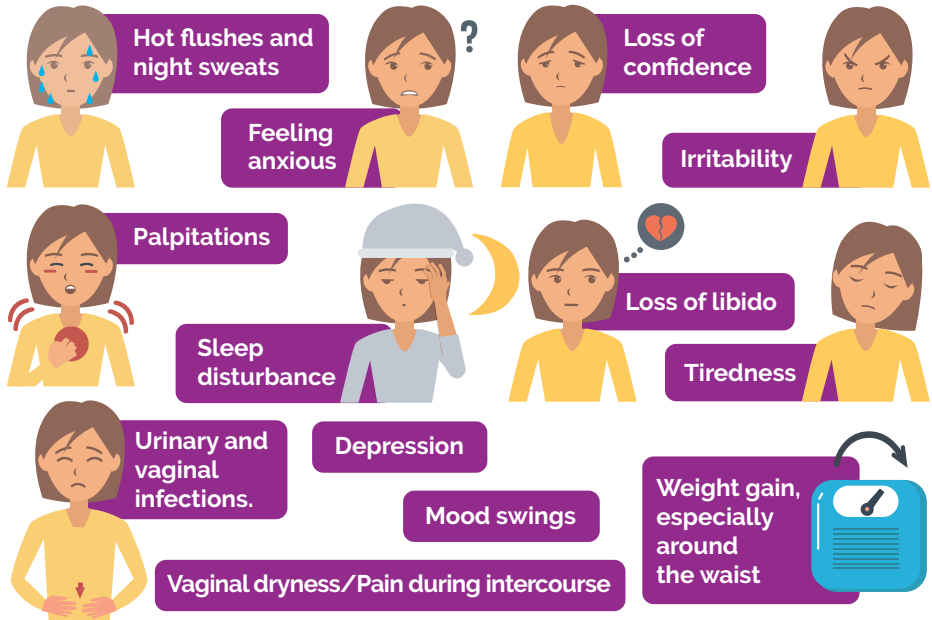 Hot flushes and
night sweats
Feeling
anxious
Loss of
confidence
Irritability
?
Palpitations
Sleep
disturbance
Loss of libido
Tiredness
Urinary and
vaginal
infections.
Depression
Mood swings
Vaginal dryness/Pain during intercourse
Weight gain,
especially
around
the waist